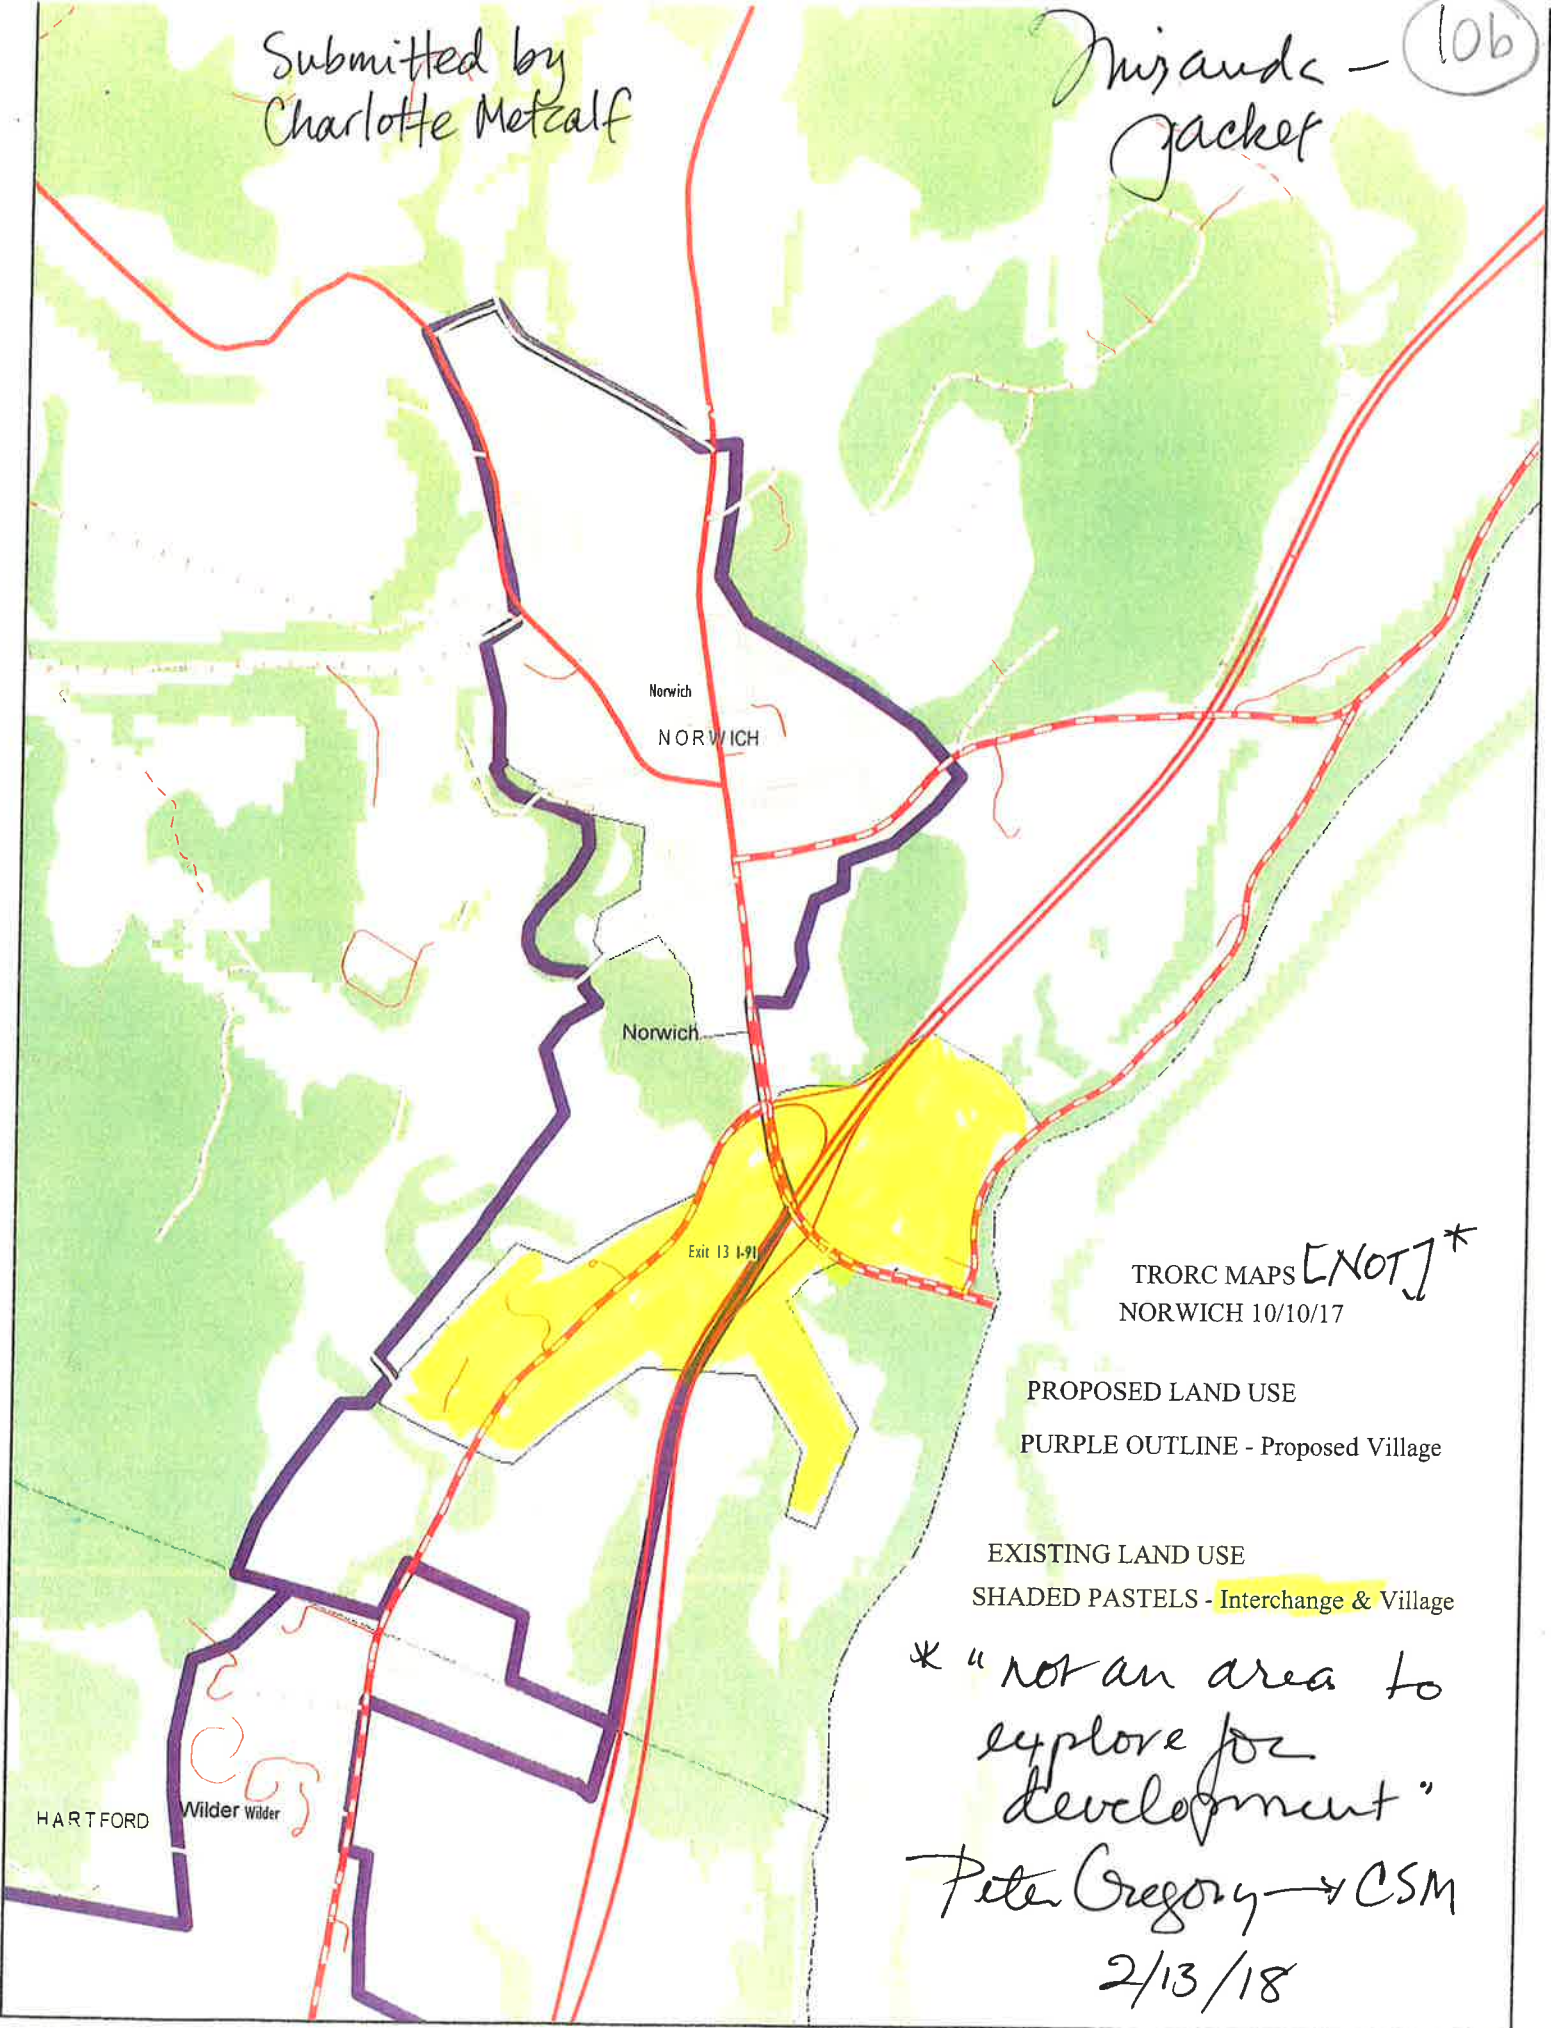 Submitted by
Charlotte Metcalf
Miranda -
jacket
10b
Norwich
NORWICH
Norwich
Exit 13 I-91
TRORC MAPS [NOT] *
NORWICH 10/10/17
PROPOSED LAND USE
PURPLE OUTLINE - Proposed Village
EXISTING LAND USE
SHADED PASTELS - Interchange & Village
* "not an area to
explore for
development"
Peter Gregory → CSM
2/13/18
HARTFORD
Wilder Wilder